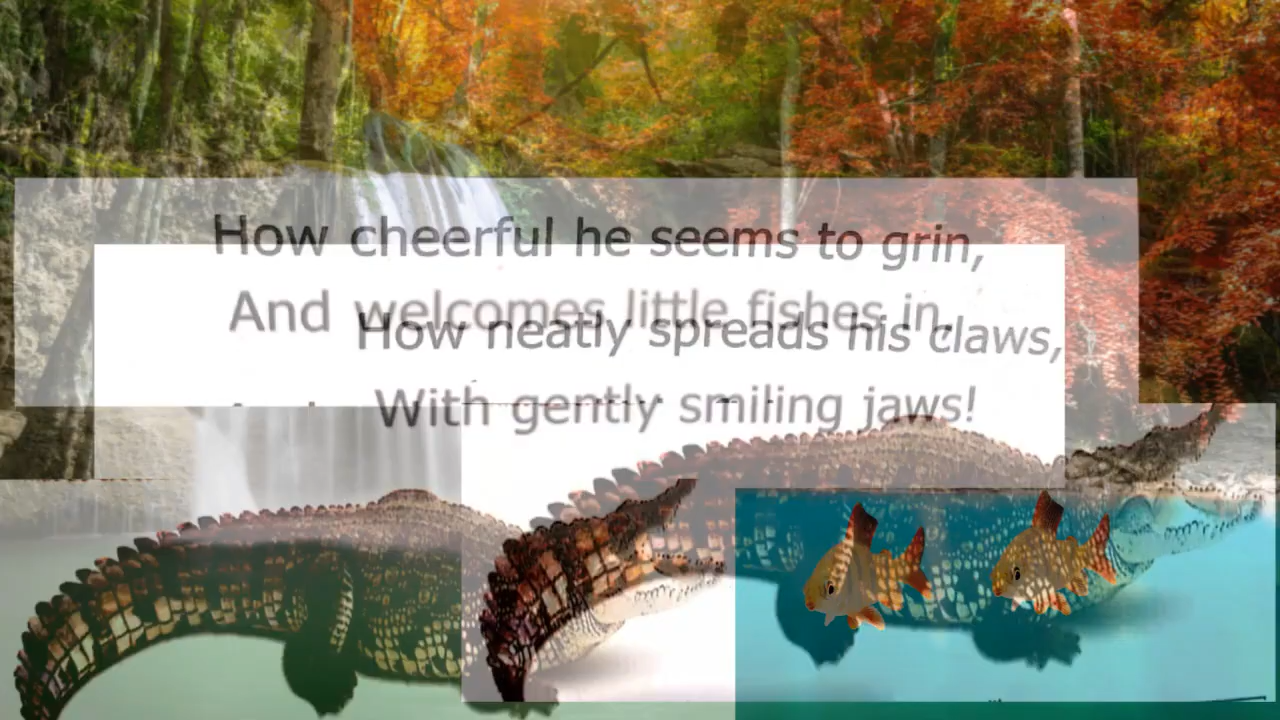 How cheerful he seems to grin,
And welcomes little fishes in,
How neatly spreads his claws,
With gently smiling jaws!